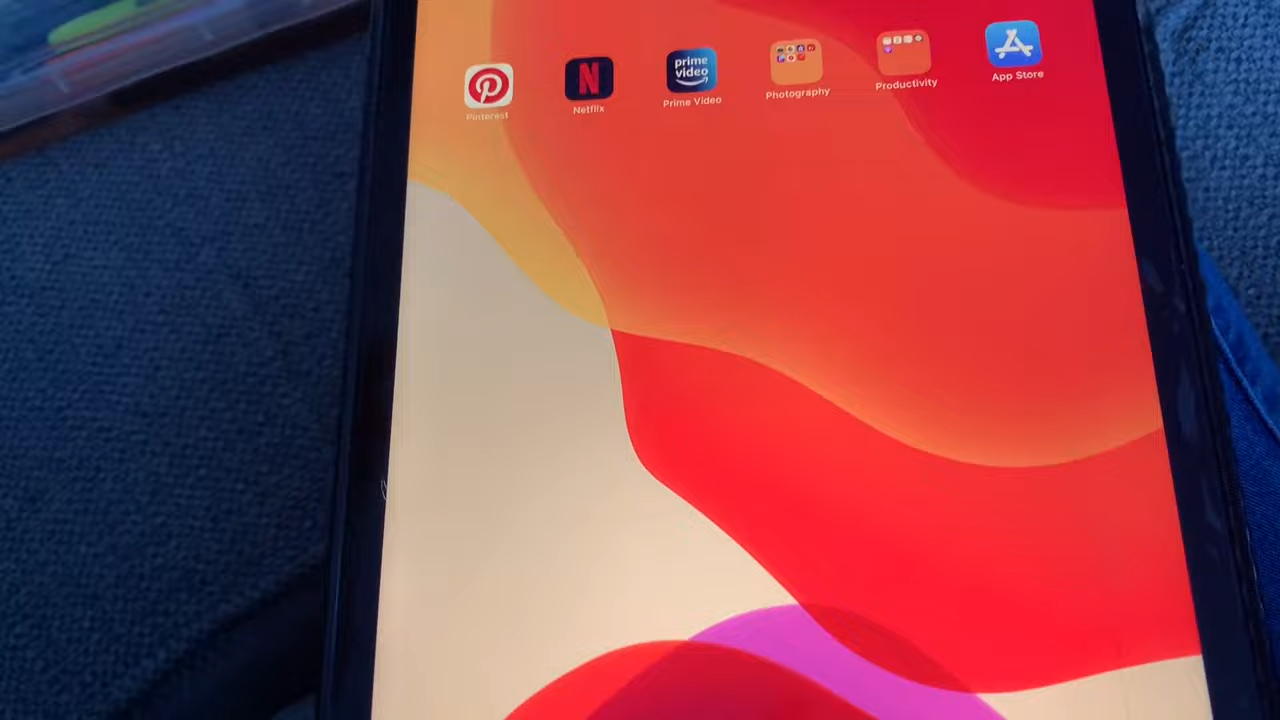 prime
video
Pinterest
Netflix
Prime Video
Photography
Productivity
App Store